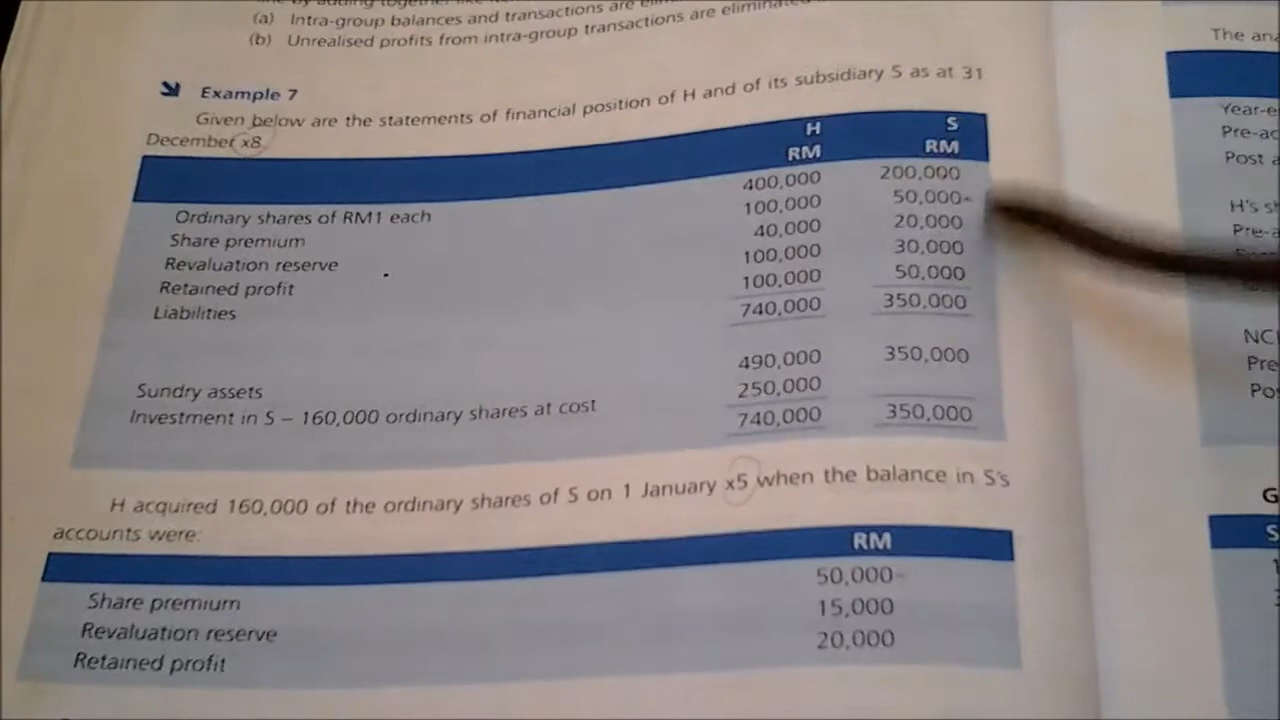 (a) Intra-group balances and transactions are
(b) Unrealised profits from intra-group transactions are
Example 7
Given below are the statements of financial position of H and of its subsidiary S as at 31
December x8.
H S
RM RM
Ordinary shares of RM1 each 400,000 200,000
Share premium 100,000 50,000
Revaluation reserve 40,000 20,000
Retained profit 100,000 30,000
Liabilities 100,000 50,000
740,000 350,000
Sundry assets 490,000 350,000
Investment in S – 160,000 ordinary shares at cost 250,000
740,000 350,000
H acquired 160,000 of the ordinary shares of S on 1 January x5 when the balance in S's
accounts were:
RM
Share premium 50,000
Revaluation reserve 15,000
Retained profit 20,000
The
Year-e
Pre-ac
Post a
H's sh
Pre-a
NCI
Pre
Pos
G
S